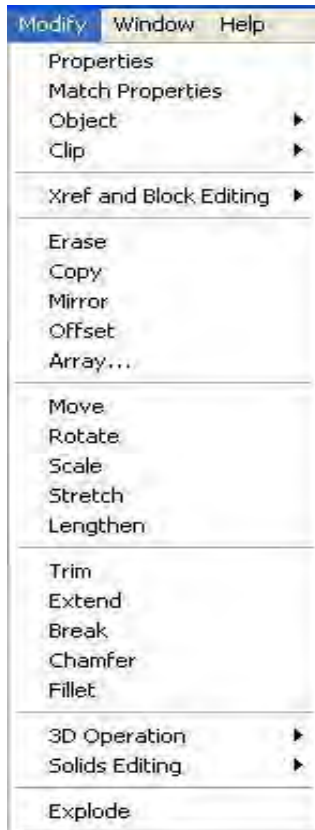 Modify Window Help
Properties
Match Properties
Object
Clip
Xref and Block Editing
Erase
Copy
Mirror
Offset
Array...
Move
Rotate
Scale
Stretch
Lengthen
Trim
Extend
Break
Chamfer
Fillet
3D Operation
Solids Editing
Explode